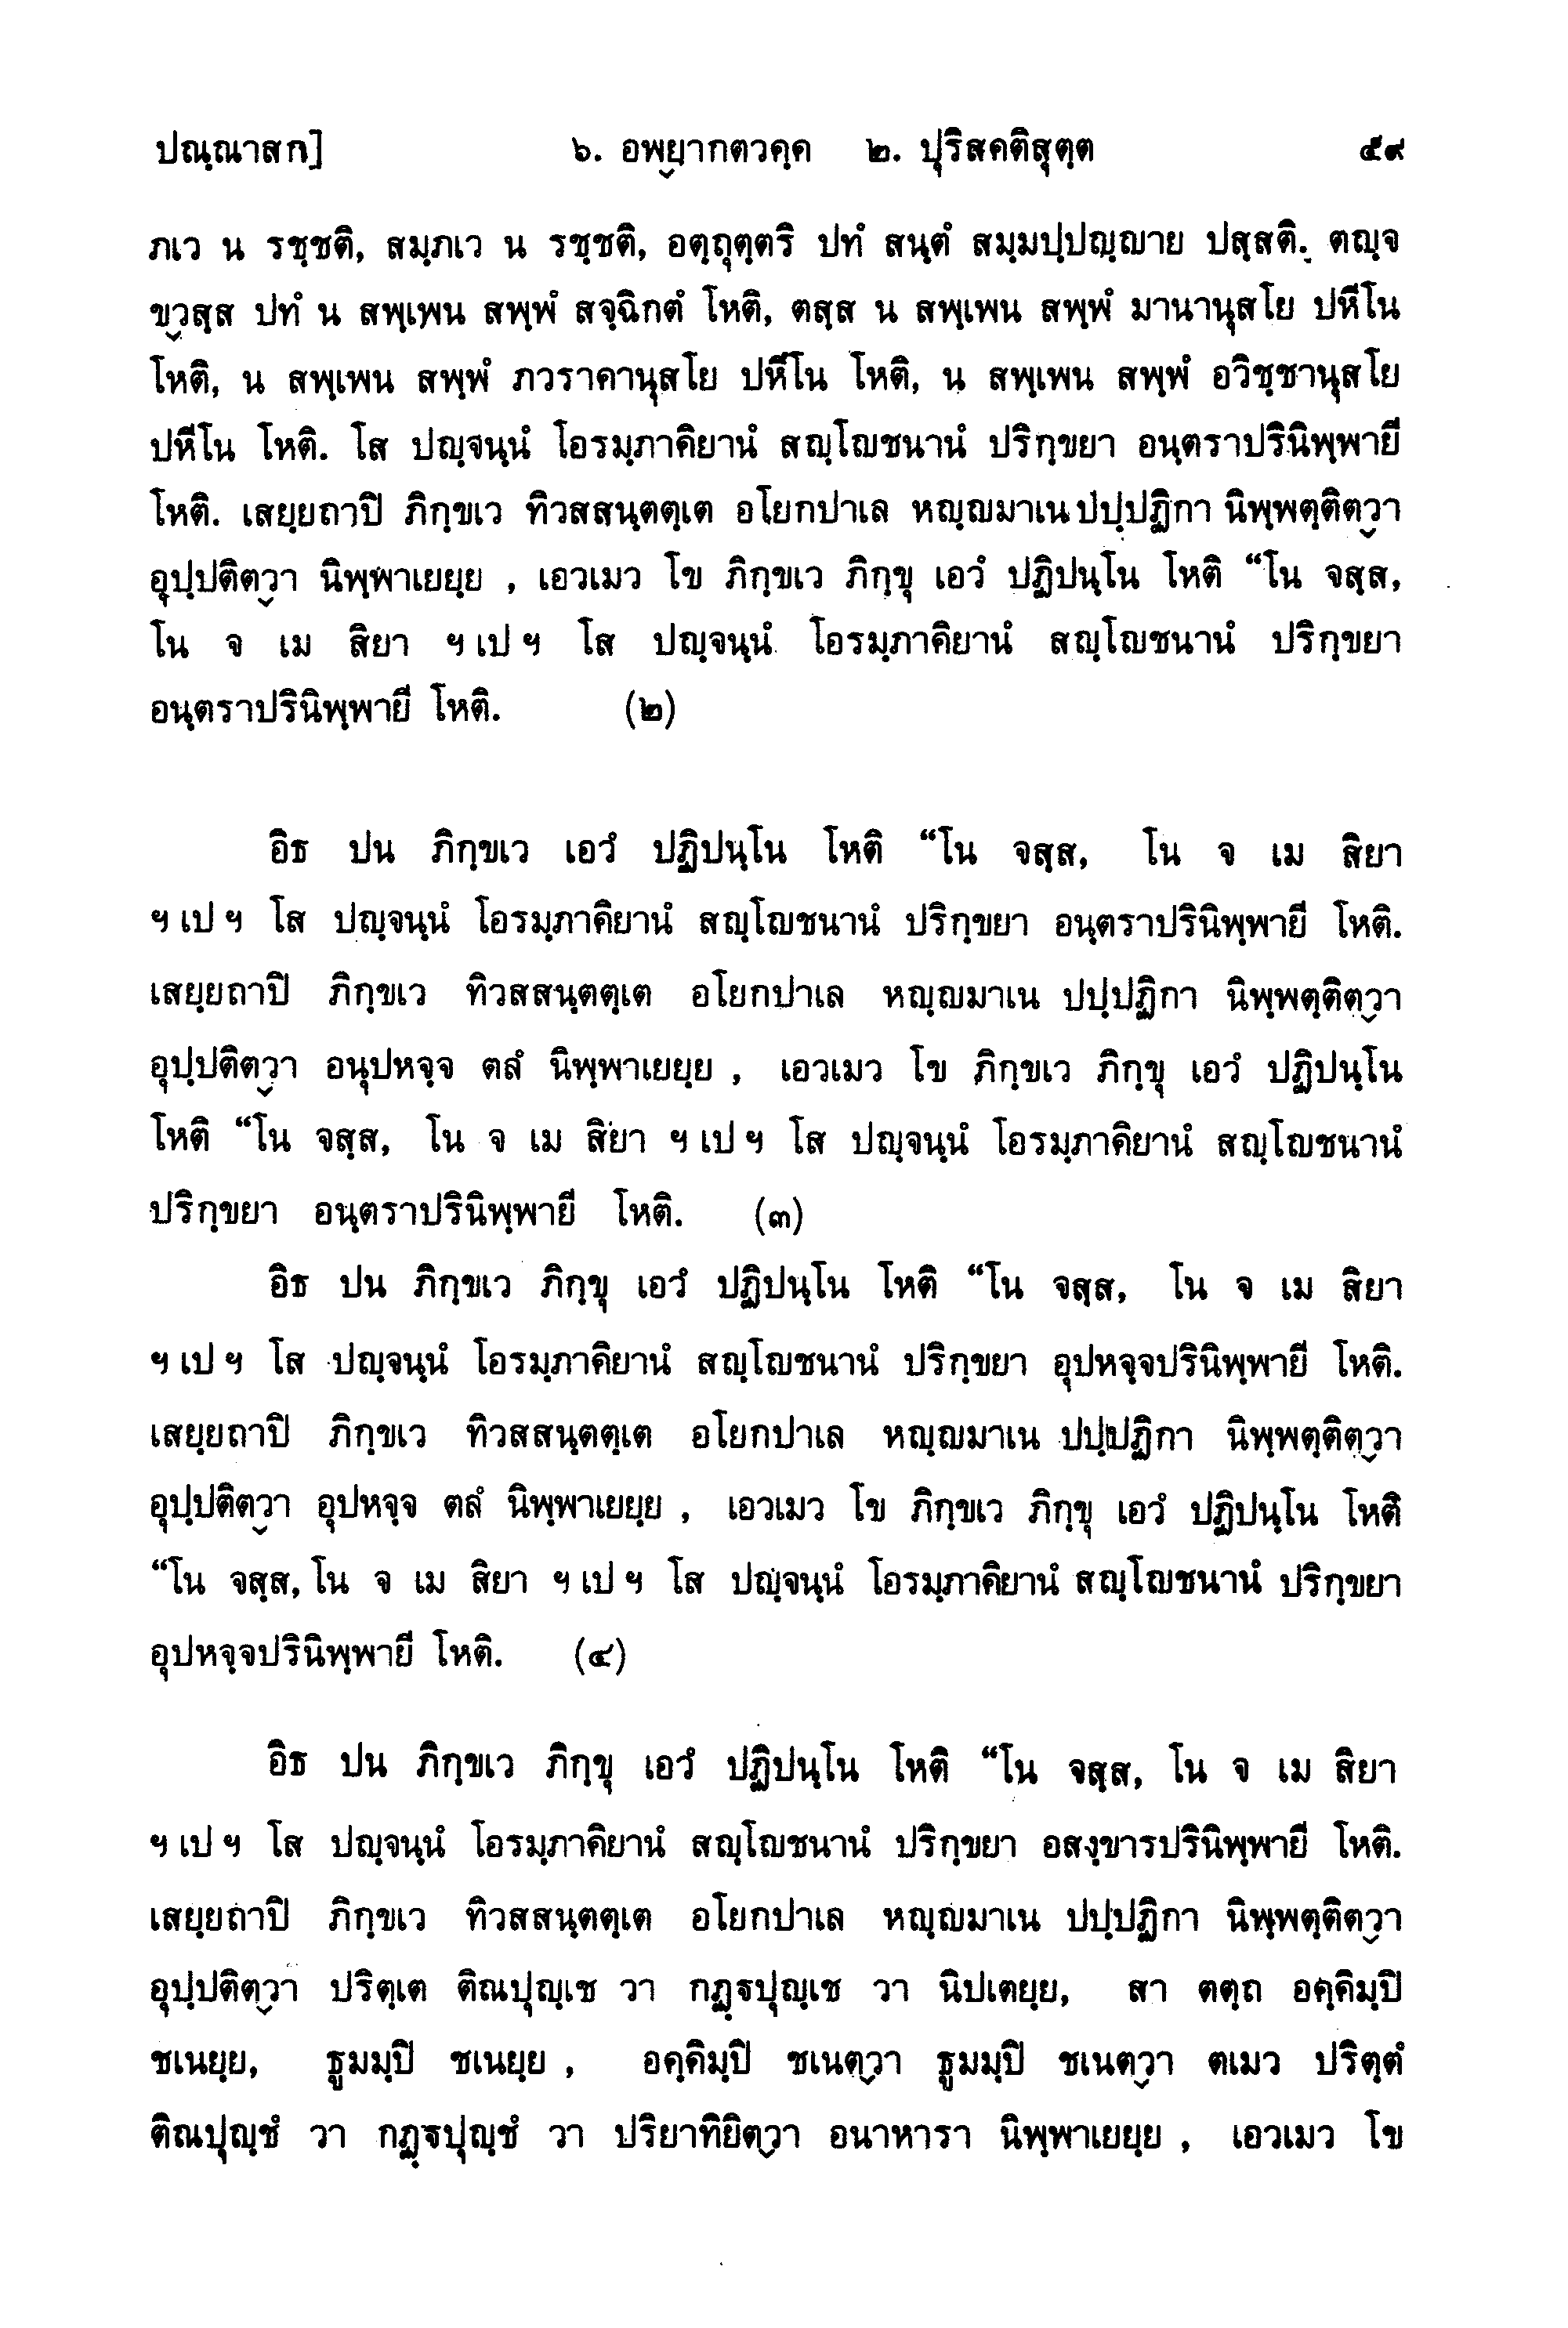 ปณฺณาสก]	๖. อพฺยากตวคฺค ๒. ปุริสคติสุตฺต	๕๙
ภเว น รชฺชติ, สมฺภเว น รชฺชติ, อตฺถุตฺตริ ปทํ สนฺตํ สมฺมปฺปญฺญาย ปสฺสติ. ตญฺจ
ขฺวสฺส ปทํ น สพฺเพน สพฺพํ สจฺฉิกตํ โหติ, ตสฺส น สพฺเพน สพฺพํ มานานุสโย ปหีโน
โหติ, น สพฺเพน สพฺพํ ภวราคานุสโย ปหีโน โหติ, น สพฺเพน สพฺพํ อวิชฺชานุสโย
ปหีโน โหติ. โส ปญฺจนฺนํ โอรมฺภาคิยานํ สญฺโญชนานํ ปริกฺขยา อนฺตราปรินิพฺพายี
โหติ. เสยฺยถาปิ ภิกฺขเว ทิวสสนฺตตฺเต อโยกปาเล หญฺญมาเน ปปฺปฏิกา นิพฺพตฺติตฺวา
อุปฺปติตฺวา นิพฺพาเยยฺย , เอวเมว โข ภิกฺขเว ภิกฺขุ เอวํ ปฏิปนฺโน โหติ “โน จสฺส,
โน จ เม สิยา ฯ เป ฯ โส ปญฺจนฺนํ โอรมฺภาคิยานํ สญฺโญชนานํ ปริกฺขยา
อนฺตราปรินิพฺพายี โหติ. (๒)
อิธ ปน ภิกฺขเว เอวํ ปฏิปนฺโน โหติ “โน จสฺส, โน จ เม สิยา
ฯ เป ฯ โส ปญฺจนฺนํ โอรมฺภาคิยานํ สญฺโญชนานํ ปริกฺขยา อนฺตราปรินิพฺพายี โหติ.
เสยฺยถาปิ ภิกฺขเว ทิวสสนฺตตฺเต อโยกปาเล หญฺญมาเน ปปฺปฏิกา นิพฺพตฺติตฺวา
อุปฺปติตฺวา อนุปหจฺจ ตลํ นิพฺพาเยยฺย , เอวเมว โข ภิกฺขเว ภิกฺขุ เอวํ ปฏิปนฺโน
โหติ “โน จสฺส, โน จ เม สิยา ฯ เป ฯ โส ปญฺจนฺนํ โอรมฺภาคิยานํ สญฺโญชนานํ
ปริกฺขยา อนฺตราปรินิพฺพายี โหติ. (๓)
อิธ ปน ภิกฺขเว ภิกฺขุ เอวํ ปฏิปนฺโน โหติ “โน จสฺส, โน จ เม สิยา
ฯ เป ฯ โส ปญฺจนฺนํ โอรมฺภาคิยานํ สญฺโญชนานํ ปริกฺขยา อุปหจฺจปรินิพฺพายี โหติ.
เสยฺยถาปิ ภิกฺขเว ทิวสสนฺตตฺเต อโยกปาเล หญฺญมาเน ปปฺปฏิกา นิพฺพตฺติตฺวา
อุปฺปติตฺวา อุปหจฺจ ตลํ นิพฺพาเยยฺย , เอวเมว โข ภิกฺขเว ภิกฺขุ เอวํ ปฏิปนฺโน โหติ
“โน จสฺส, โน จ เม สิยา ฯ เป ฯ โส ปญฺจนฺนํ โอรมฺภาคิยานํ สญฺโญชนานํ ปริกฺขยา
อุปหจฺจปรินิพฺพายี โหติ. (๔)
อิธ ปน ภิกฺขเว ภิกฺขุ เอวํ ปฏิปนฺโน โหติ “โน จสฺส, โน จ เม สิยา
ฯ เป ฯ โส ปญฺจนฺนํ โอรมฺภาคิยานํ สญฺโญชนานํ ปริกฺขยา อสงฺขารปรินิพฺพายี โหติ.
เสยฺยถาปิ ภิกฺขเว ทิวสสนฺตตฺเต อโยกปาเล หญฺญมาเน ปปฺปฏิกา นิพฺพตฺติตฺวา
อุปฺปติตฺวา ปริตฺเต ติณปุญฺเช วา กฏฺฐปุญฺเช วา นิปเตยฺย, สา ตตฺถ อคฺคิมฺปิ
ชเนยฺย, ธูมมฺปิ ชเนยฺย , อคฺคิมฺปิ ชเนตฺวา ธูมมฺปิ ชเนตฺวา ตเมว ปริตฺตํ
ติณปุญฺชํ วา กฏฺฐปุญฺชํ วา ปริยาทิยิตฺวา อนาหารา นิพฺพาเยยฺย , เอวเมว โข